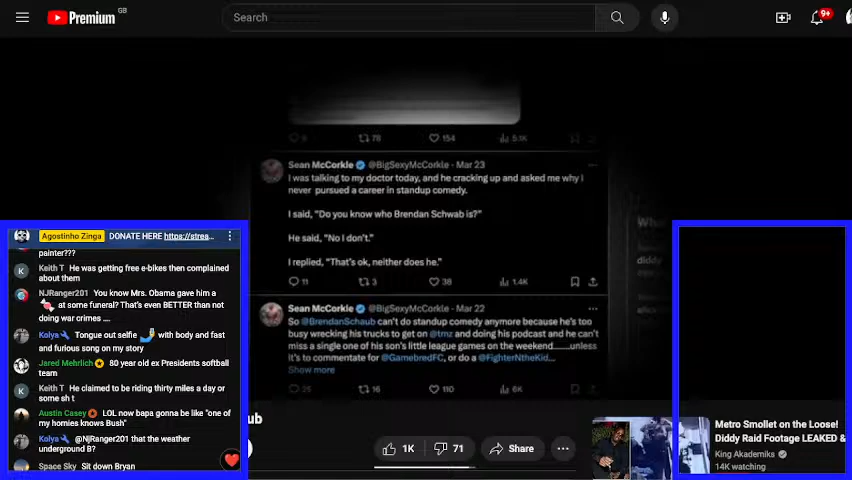 Premium GB
Search
9+
78
154
5.1K
Sean McCorkle @BigSexyMcCorkle - Mar 23
I was talking to my doctor today, and he cracking up and asked me why I
never pursued a career in standup comedy.
I said, "Do you know who Brendan Schwab is?"
He said, "No I don't."
I replied, "That's ok, neither does he."
11
3
38
1.4K
Sean McCorkle @BigSexyMcCorkle - Mar 22
So @BrendanSchaub can't do standup comedy anymore because he's too
busy wrecking his trucks to get on @tmz and doing his podcast and he can't
miss a single one of his son's little league games on the weekend.......unless
it's to commentate for @GamebredFC, or do a @FighterNtheKid...
Show more
25
16
110
6K
diddy
Agostinho Zinga DONATE HERE https://strea...
painter???
Keith T He was getting free e-bikes then complained
about them
NJRanger201 You know Mrs. Obama gave him a
🍬 at some funeral? That's even BETTER than not
doing war crimes ....
Kolya Tongue out selfie 🤳 with body and fast
and furious song on my story
Jared Mehrlich 80 year old ex Presidents softball
team
Keith T He claimed to be riding thirty miles a day or
some sh t
Austin Casey LOL now bapa gonna be like "one of
my homies knows Bush"
Kolya @NjRanger201 that the weather
underground B?
Space Sky Sit down Bryan
ub
1K
71
Share
Metro Smollet on the Loose!
Diddy Raid Footage LEAKED &
King Akademiks
14K watching